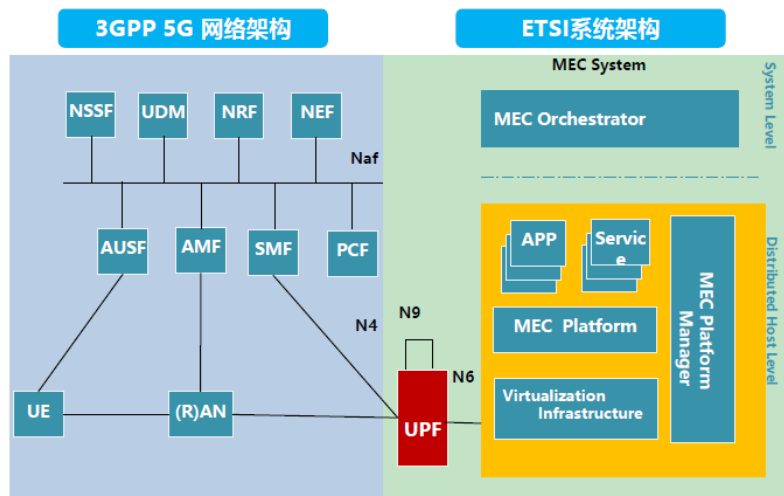 3GPP 5G 网络架构
ETSI系统架构
MEC System
System Level
NSSF
UDM
NRF
NEF
MEC Orchestrator
Naf
AUSF
AMF
SMF
PCF
APP
Servic
e
MEC Platform
Manager
Distributed Host Level
N4
N9
MEC Platform
N6
UE
(R)AN
UPF
Virtualization
Infrastructure